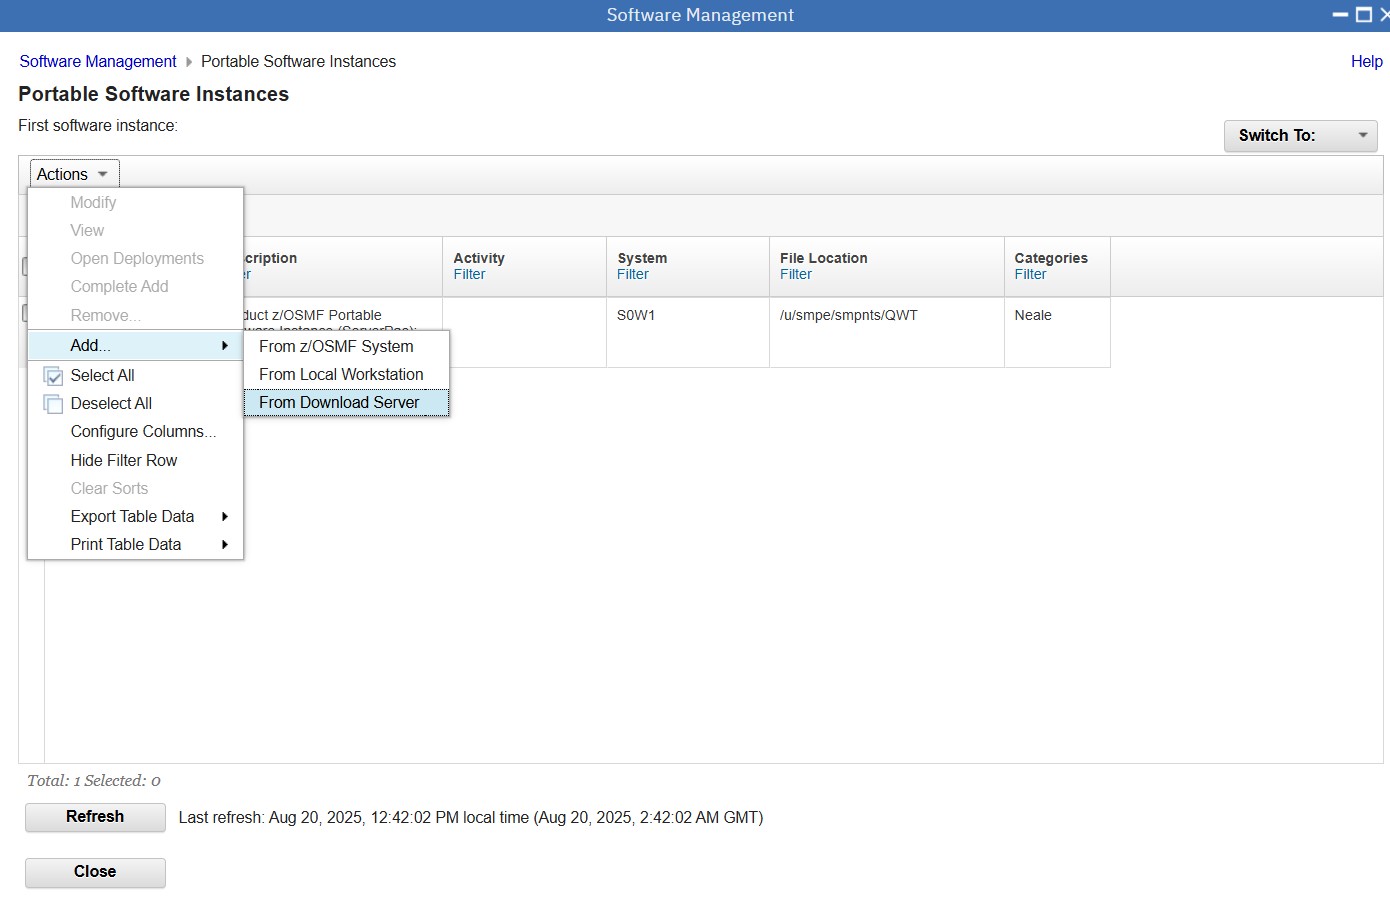 Software Management
Software Management Portable Software Instances
Help
Portable Software Instances
First software instance:
Switch To:
Actions
Modify
View
Open Deployments
Complete Add
Remove...
Add...
Select All
Deselect All
Configure Columns...
Hide Filter Row
Clear Sorts
Export Table Data
Print Table Data
From z/OSMF System
From Local Workstation
From Download Server
cription
Activity
System
File Location
Categories
er
Filter
Filter
Filter
Filter
duct z/OSMF Portable
S0W1
/u/smpe/smpnts/QWT
Neale
Total: 1 Selected: 0
Refresh
Last refresh: Aug 20, 2025, 12:42:02 PM local time (Aug 20, 2025, 2:42:02 AM GMT)
Close